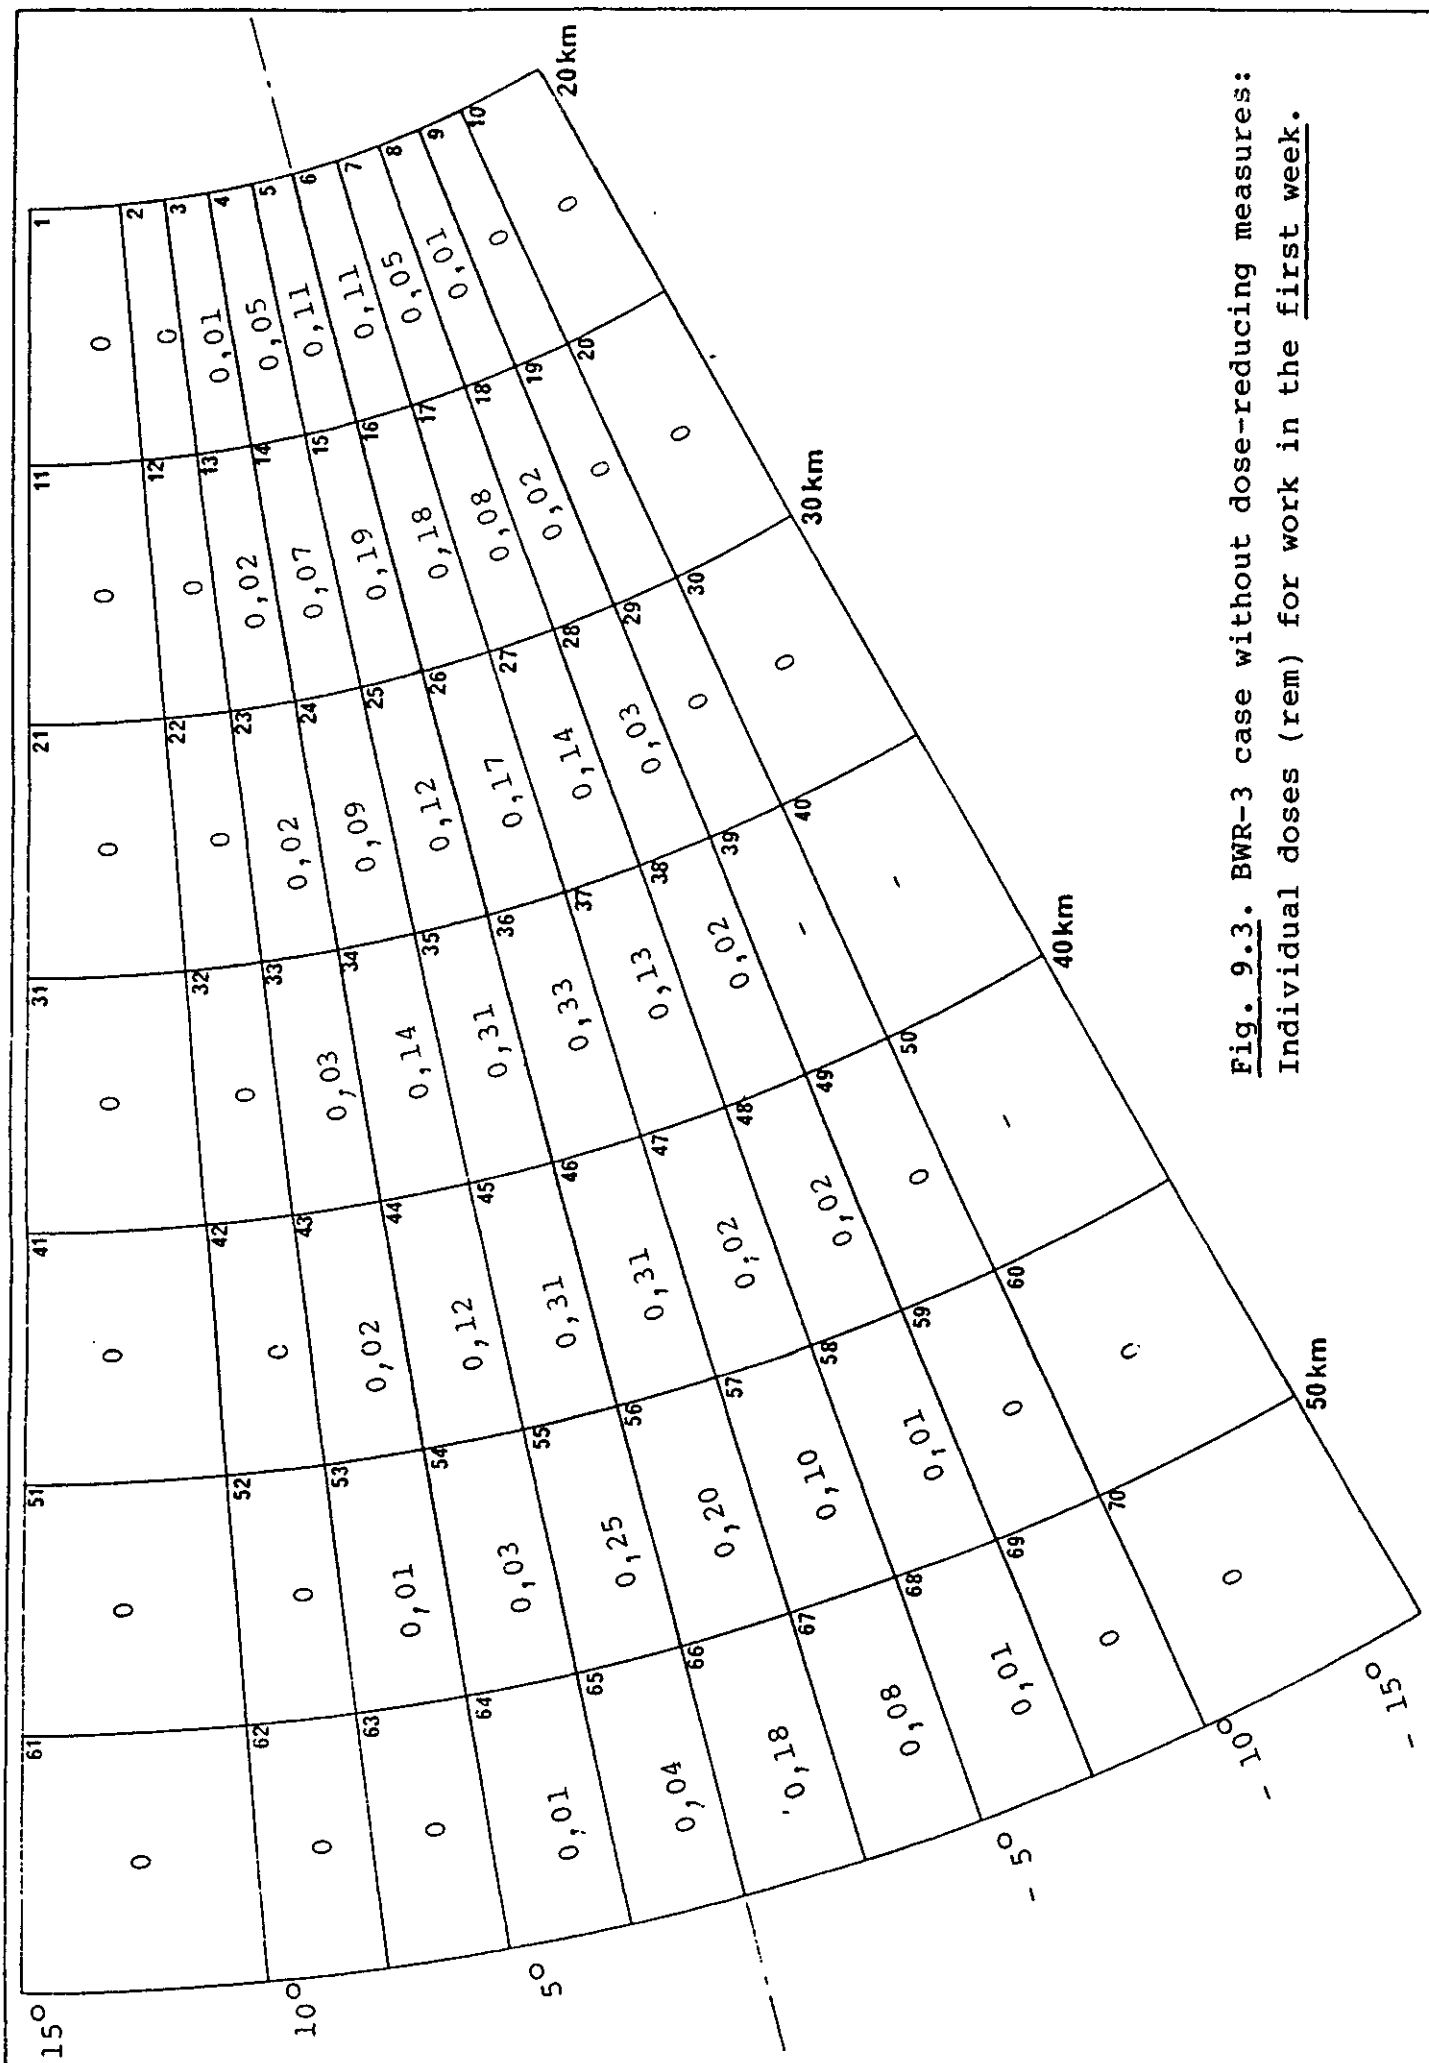 15°
10°
5°
- 5°
- 10°
- 15°
61 51 41 31 21 11 1
0 0 0 0 0 0 0
62 52 42 32 22 12 2
0 0 C 0 0 0 0
63 53 43 33 23 13 3
0 0,01 0,02 0,03 0,02 0,02 0,01
64 54 44 34 24 14 4
0,01 0,03 0,12 0,14 0,09 0,07 0,05
65 55 45 35 25 15 5
0,04 0,25 0,31 0,31 0,12 0,19 0,11
66 56 46 36 26 16 6
0,18 0,20 0,31 0,33 0,17 0,18 0,11
67 57 47 37 27 17 7
0,08 0,10 0,02 0,13 0,14 0,08 0,05
68 58 48 38 28 18 8
0,01 0,01 0,02 0,02 0,03 0,02 0,01
69 59 49 39 29 19 9
0 0 0 - 0 0 0
70 60 50 40 30 20 10
0 0 - - 0 0 0
50km
40km
30km
20km
Fig. 9.3. BWR-3 case without dose-reducing measures:
Individual doses (rem) for work in the first week.